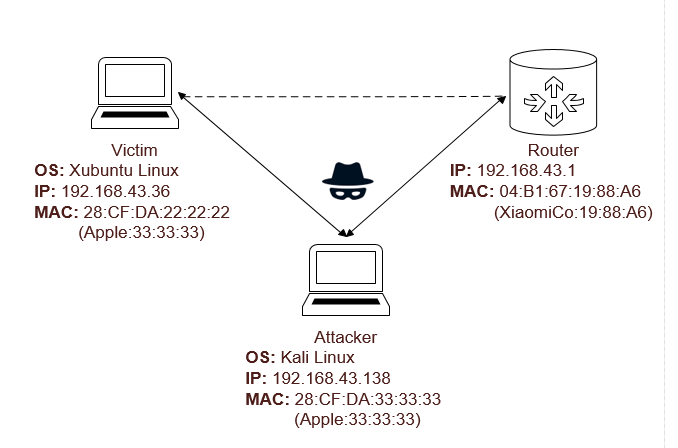 Victim
OS: Xubuntu Linux
IP: 192.168.43.36
MAC: 28:CF:DA:22:22:22
(Apple:33:33:33)
Router
IP: 192.168.43.1
MAC: 04:B1:67:19:88:A6
(XiaomiCo:19:88:A6)
Attacker
OS: Kali Linux
IP: 192.168.43.138
MAC: 28:CF:DA:33:33:33
(Apple:33:33:33)